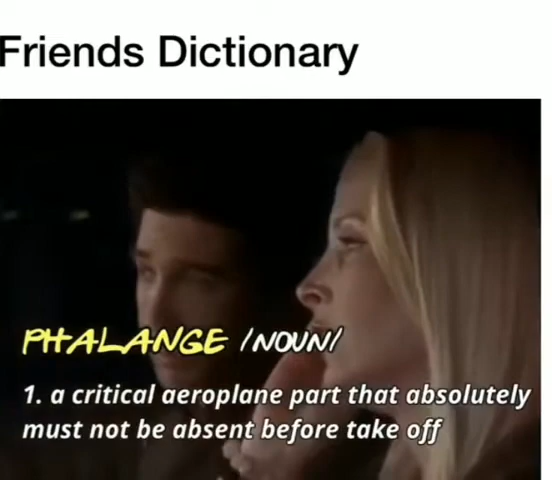 Friends Dictionary
PHALANGE /NOUN/
1. a critical aeroplane part that absolutely
must not be absent before take off